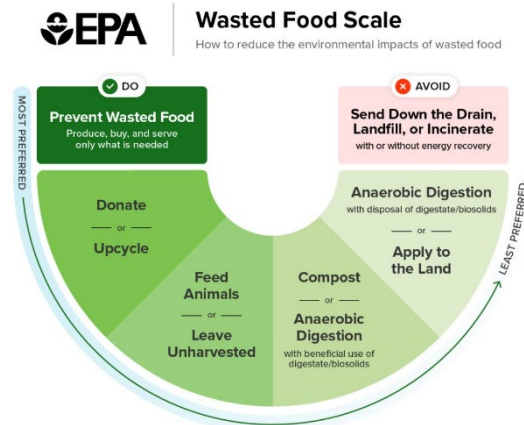 EPA
Wasted Food Scale
How to reduce the environmental impacts of wasted food
DO
AVOID
MOST PREFERRED
Prevent Wasted Food
Produce, buy, and serve
only what is needed
Send Down the Drain,
Landfill, or Incinerate
with or without energy recovery
Donate
or
Upcycle
Feed
Animals
or
Leave
Unharvested
Compost
or
Anaerobic
Digestion
with beneficial use of
digestate/biosolids
Anaerobic Digestion
with disposal of digestate/biosolids
or
Apply to
the Land
LEAST PREFERRED